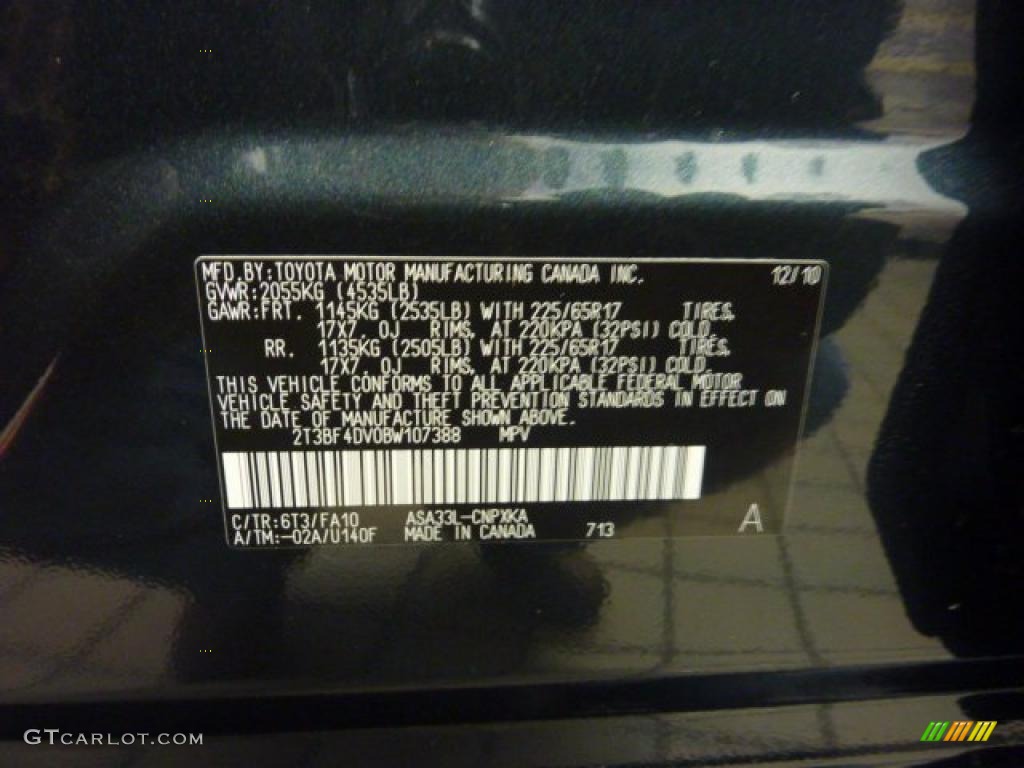 MFD. BY: TOYOTA MOTOR MANUFACTURING CANADA INC. 12/10
GVWR: 2055KG (4535LB)
GAWR: FRT. 1145KG (2535LB) WITH 225/65R17 TIRES.
17X7. 0J RIMS. AT 220KPA (32PSI) COLD.
RR. 1135KG (2505LB) WITH 225/65R17 TIRES.
17X7. 0J RIMS. AT 220KPA (32PSI) COLD.
THIS VEHICLE CONFORMS TO ALL APPLICABLE FEDERAL MOTOR
VEHICLE SAFETY AND THEFT PREVENTION STANDARDS IN EFFECT ON
THE DATE OF MANUFACTURE SHOWN ABOVE.
2T3BF4DV0BW107388 MPV
C/TR: 6T3/FA10 ASA33L-CNPXKA
A/TM: -02A/U140F MADE IN CANADA 713 A
GTCARLOT.COM